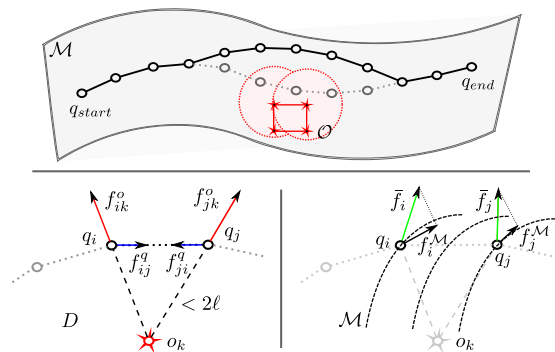 ℳ
q_start
q_end
𝒪
f^o_ik
f^o_jk
q_i
q_j
f^q_ij
f^q_ji
< 2ℓ
D
o_k
f̄_i
f̄_j
q_i
f^ℳ_i
f^ℳ_j
q_j
ℳ
o_k